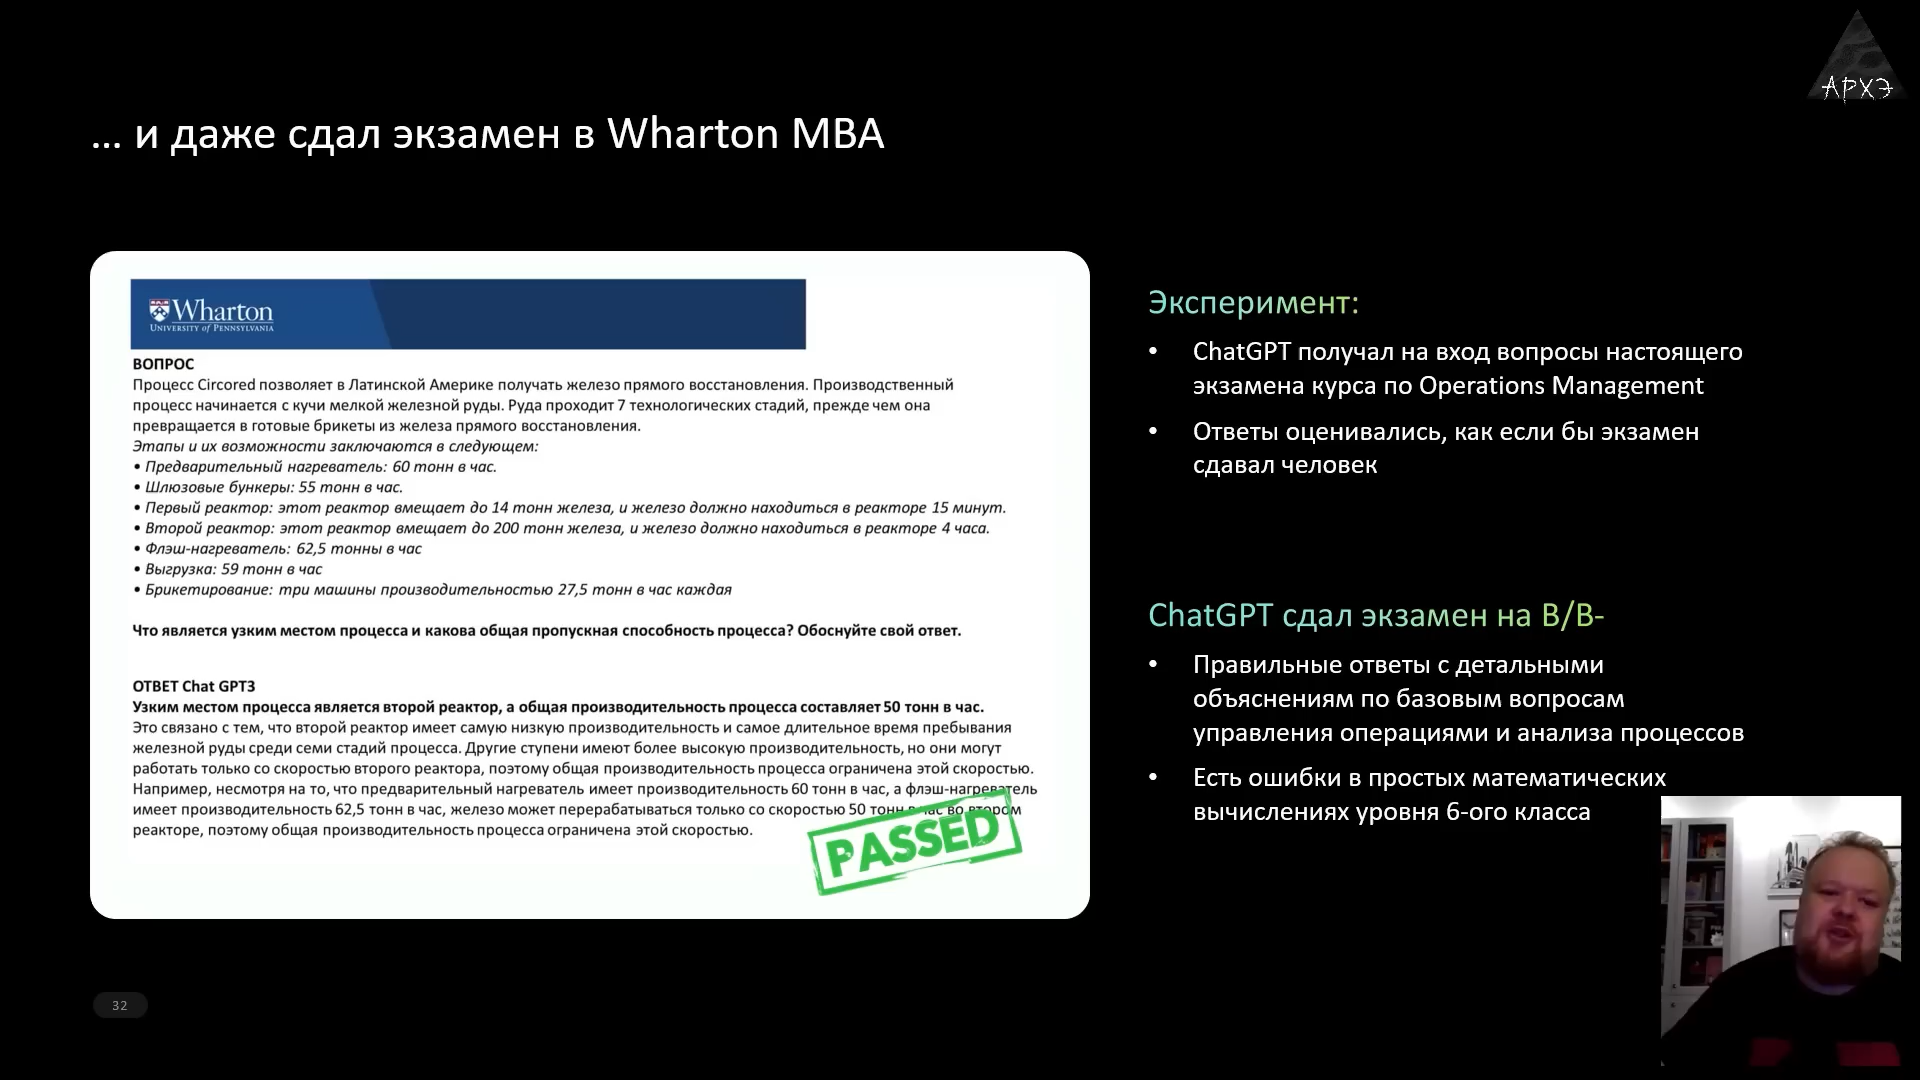 АРХЭ
... и даже сдал экзамен в Wharton MBA
Wharton
UNIVERSITY of PENNSYLVANIA
ВОПРОС
Процесс Circored позволяет в Латинской Америке получать железо прямого восстановления. Производственный
процесс начинается с кучи мелкой железной руды. Руда проходит 7 технологических стадий, прежде чем она
превращается в готовые брикеты из железа прямого восстановления.
Этапы и их возможности заключаются в следующем:
• Предварительный нагреватель: 60 тонн в час.
• Шлюзовые бункеры: 55 тонн в час.
• Первый реактор: этот реактор вмещает до 14 тонн железа, и железо должно находиться в реакторе 15 минут.
• Второй реактор: этот реактор вмещает до 200 тонн железа, и железо должно находиться в реакторе 4 часа.
• Флэш-нагреватель: 62,5 тонны в час
• Выгрузка: 59 тонн в час
• Брикетирование: три машины производительностью 27,5 тонн в час каждая
Что является узким местом процесса и какова общая пропускная способность процесса? Обоснуйте свой ответ.
ОТВЕТ Chat GPT3
Узким местом процесса является второй реактор, а общая производительность процесса составляет 50 тонн в час.
Это связано с тем, что второй реактор имеет самую низкую производительность и самое длительное время пребывания
железной руды среди семи стадий процесса. Другие ступени имеют более высокую производительность, но они могут
работать только со скоростью второго реактора, поэтому общая производительность процесса ограничена этой скоростью.
Например, несмотря на то, что предварительный нагреватель имеет производительность 60 тонн в час, а флэш-нагреватель
имеет производительность 62,5 тонн в час, железо может перерабатываться только со скоростью 50 тонн в час во втором
реакторе, поэтому общая производительность процесса ограничена этой скоростью.
PASSED
Эксперимент:
• ChatGPT получал на вход вопросы настоящего
экзамена курса по Operations Management
• Ответы оценивались, как если бы экзамен
сдавал человек
ChatGPT сдал экзамен на B/B-
• Правильные ответы с детальными
объяснениям по базовым вопросам
управления операциями и анализа процессов
• Есть ошибки в простых математических
вычислениях уровня 6-ого класса
32